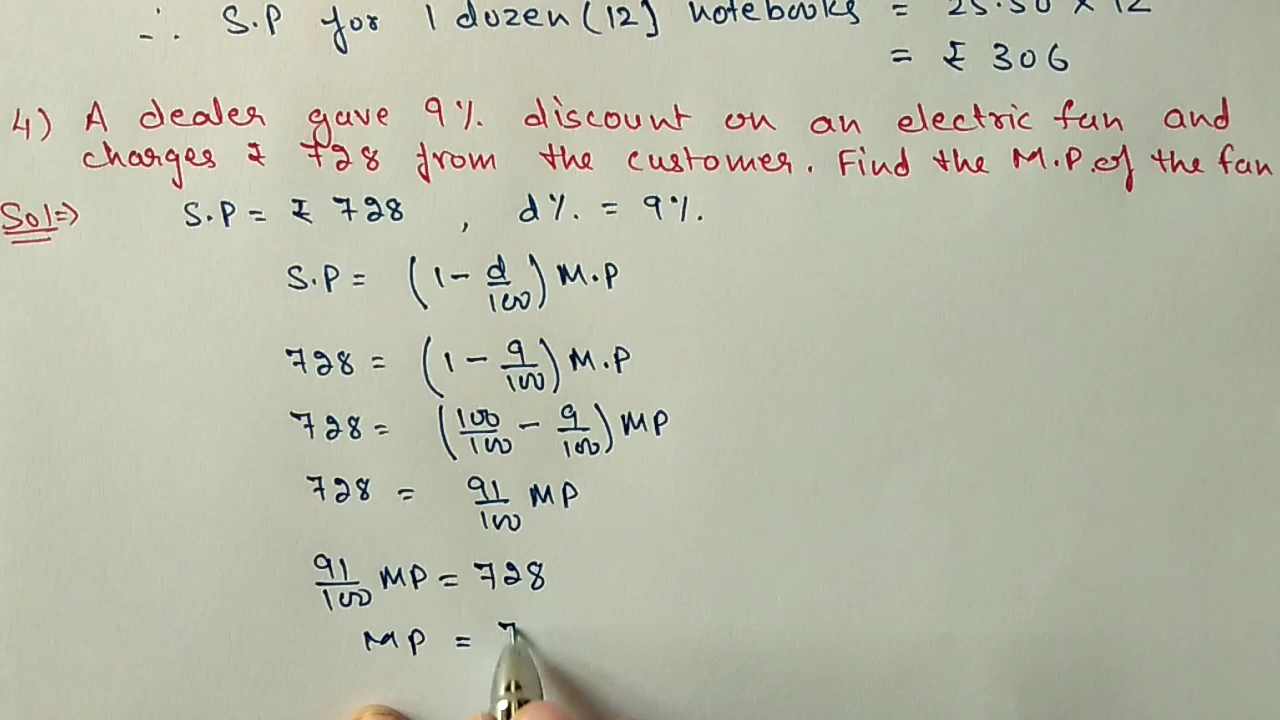 ∴ S.P for 1 dozen (12] notebooks = 25.50 × 12
= ₹ 306
4) A dealer gave 9% discount on an electric fan and
charges ₹ 728 from the customer. Find the M.P. of the fan
Sol⇒ S.P = ₹ 728 , d% = 9%.
S.P = (1 - d/100) M.P
728 = (1 - 9/100) M.P
728 = (100/100 - 9/100) MP
728 = 91/100 MP
91/100 MP = 728
MP = 7